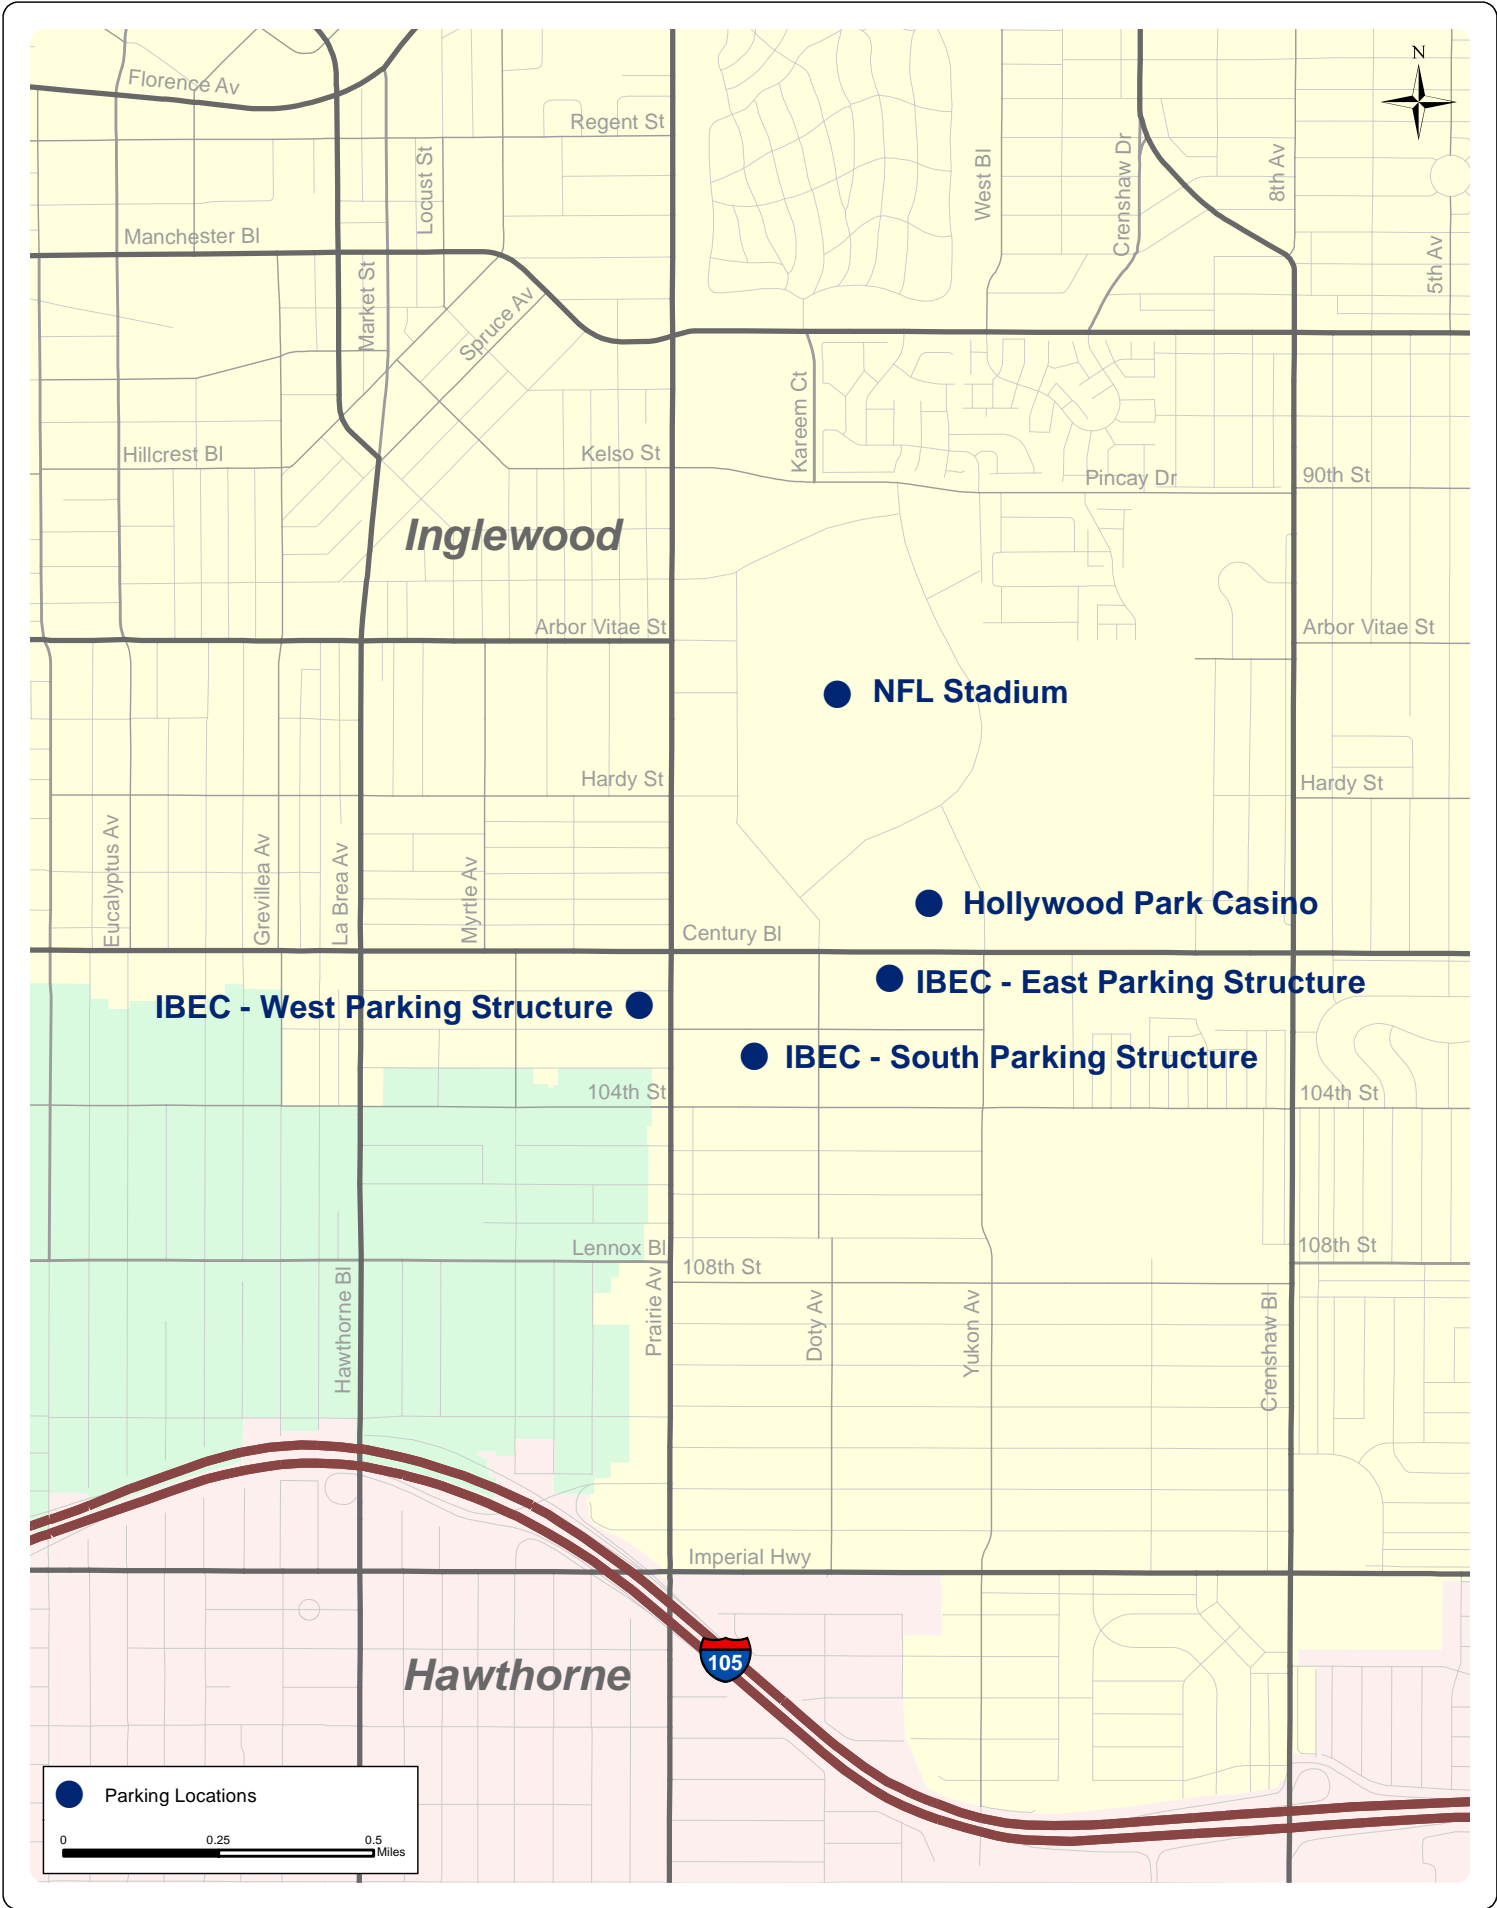 N
Florence Av
Regent St
Locust St
West Bl
Crenshaw Dr
8th Av
5th Av
Manchester Bl
Market St
Spruce Av
Kareem Ct
Hillcrest Bl
Kelso St
Pincay Dr
90th St
Inglewood
Arbor Vitae St
Arbor Vitae St
NFL Stadium
Hardy St
Hardy St
Eucalyptus Av
Grevillea Av
La Brea Av
Myrtle Av
Hollywood Park Casino
Century Bl
IBEC - East Parking Structure
IBEC - West Parking Structure
IBEC - South Parking Structure
104th St
104th St
Lennox Bl
108th St
108th St
Hawthorne Bl
Prairie Av
Doty Av
Yukon Av
Crenshaw Bl
Imperial Hwy
105
Hawthorne
Parking Locations
0 0.25 0.5
Miles